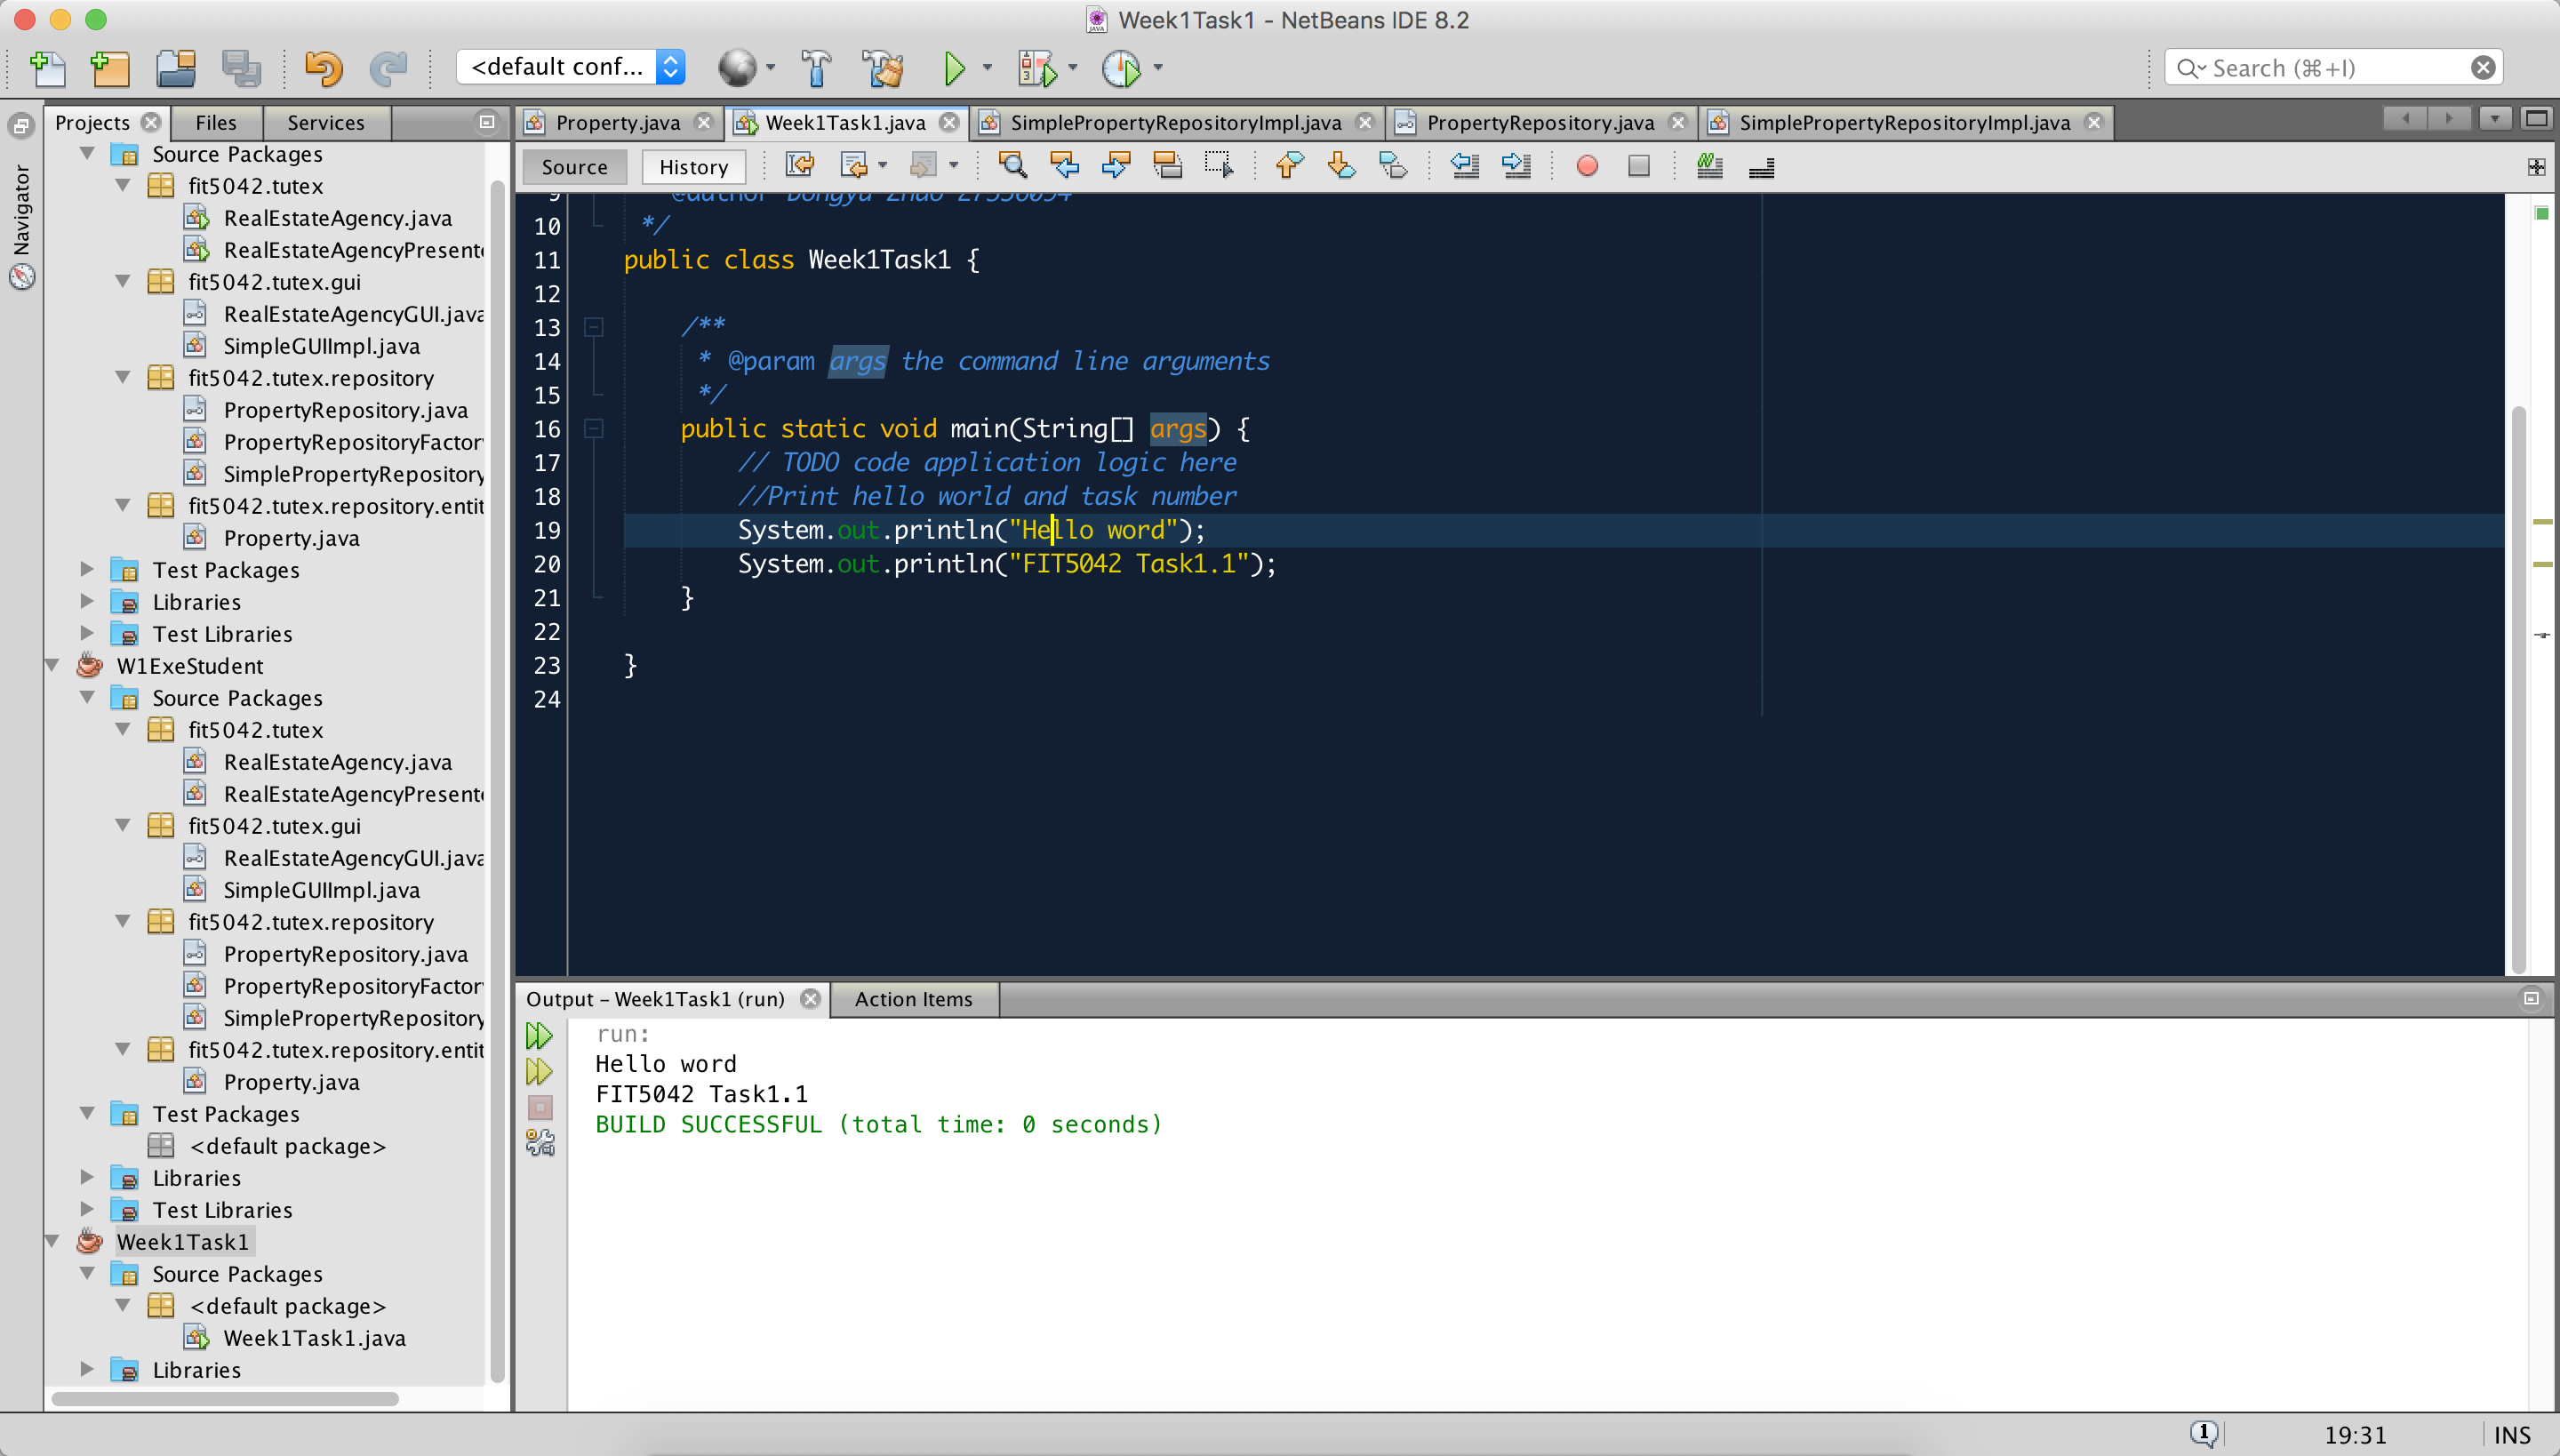 Week1Task1 - NetBeans IDE 8.2
<default conf...
Search (⌘+I)
Projects
Files
Services
Navigator
Source Packages
fit5042.tutex
RealEstateAgency.java
RealEstateAgencyPresent
fit5042.tutex.gui
RealEstateAgencyGUI.java
SimpleGUIImpl.java
fit5042.tutex.repository
PropertyRepository.java
PropertyRepositoryFactor
SimplePropertyRepository
fit5042.tutex.repository.entit
Property.java
Test Packages
Libraries
Test Libraries
W1ExeStudent
Source Packages
fit5042.tutex
RealEstateAgency.java
RealEstateAgencyPresent
fit5042.tutex.gui
RealEstateAgencyGUI.java
SimpleGUIImpl.java
fit5042.tutex.repository
PropertyRepository.java
PropertyRepositoryFactor
SimplePropertyRepository
fit5042.tutex.repository.entit
Property.java
Test Packages
<default package>
Libraries
Test Libraries
Week1Task1
Source Packages
<default package>
Week1Task1.java
Libraries
Property.java
Week1Task1.java
SimplePropertyRepositoryImpl.java
PropertyRepository.java
SimplePropertyRepositoryImpl.java
Source
History
9 @author Dongyu Zhao
10 */
11 public class Week1Task1 {
12
13 /**
14 * @param args the command line arguments
15 */
16 public static void main(String[] args) {
17 // TODO code application logic here
18 //Print hello world and task number
19 System.out.println("Hello word");
20 System.out.println("FIT5042 Task1.1");
21 }
22
23 }
24
Output - Week1Task1 (run)
Action Items
run:
Hello word
FIT5042 Task1.1
BUILD SUCCESSFUL (total time: 0 seconds)
1
19:31
INS